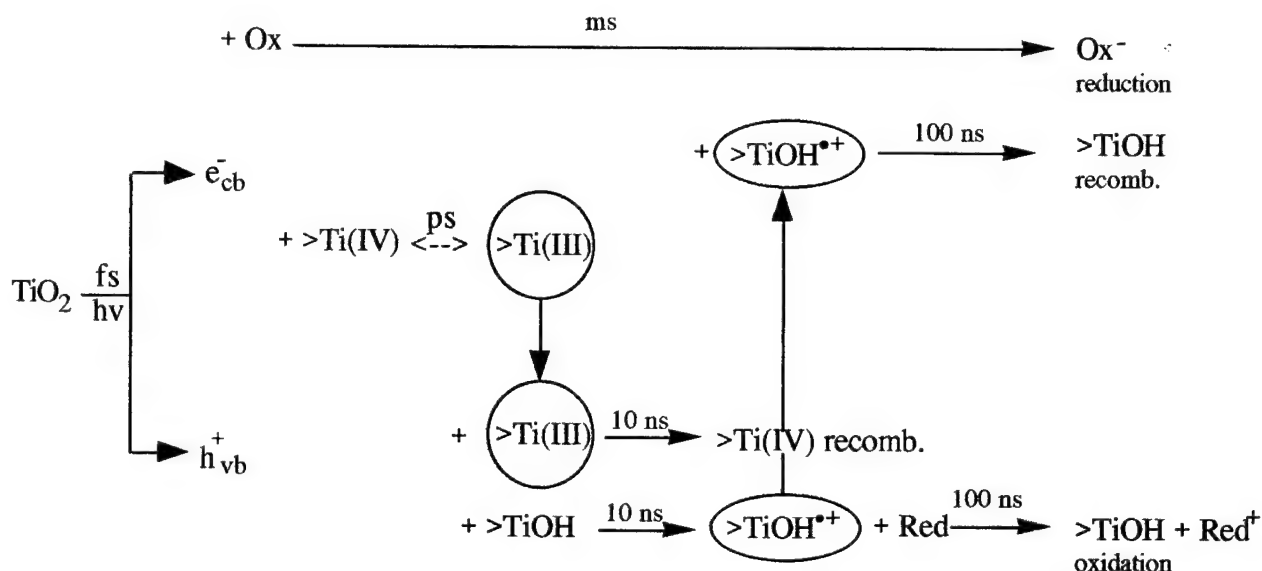 ms
+ Ox
Ox⁻
reduction
100 ns
+ >TiOH•+
>TiOH
recomb.
e⁻cb
ps
+ >Ti(IV) <--> >Ti(III)
TiO₂
fs
hν
10 ns
+ >Ti(III)
>Ti(IV) recomb.
h⁺vb
10 ns
100 ns
+ >TiOH
>TiOH•+
+ Red
>TiOH + Red⁺
oxidation